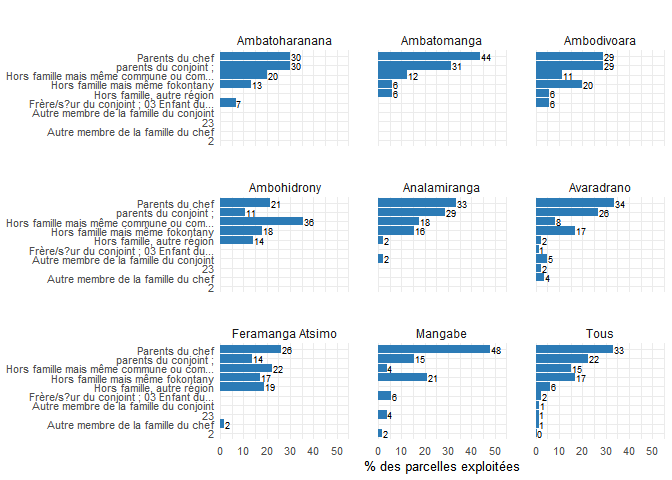 Ambatoharanana Ambatomanga Ambodivoara
Parents du chef 30 44 29
parents du conjoint ; 30 31 29
Hors famille mais même commune ou com... 20 12 11
Hors famille mais même fokontany 13 6 20
Hors famille, autre région 6 6
Frère/s?ur du conjoint ; 03 Enfant du... 7 6
Autre membre de la famille du conjoint
23
Autre membre de la famille du chef
2
Ambohidrony Analamiranga Avaradrano
Parents du chef 21 33 34
parents du conjoint ; 11 29 26
Hors famille mais même commune ou com... 36 18 8
Hors famille mais même fokontany 18 16 17
Hors famille, autre région 14 2 2
Frère/s?ur du conjoint ; 03 Enfant du... 1
Autre membre de la famille du conjoint 2 5
23 2
Autre membre de la famille du chef 4
2
Feramanga Atsimo Mangabe Tous
Parents du chef 26 48 33
parents du conjoint ; 14 15 22
Hors famille mais même commune ou com... 22 4 15
Hors famille mais même fokontany 17 21 17
Hors famille, autre région 19 6
Frère/s?ur du conjoint ; 03 Enfant du... 6 2
Autre membre de la famille du conjoint 1
23 4 1
Autre membre de la famille du chef 2 1
2 2 0
0 10 20 30 40 50 0 10 20 30 40 50 0 10 20 30 40 50
% des parcelles exploitées